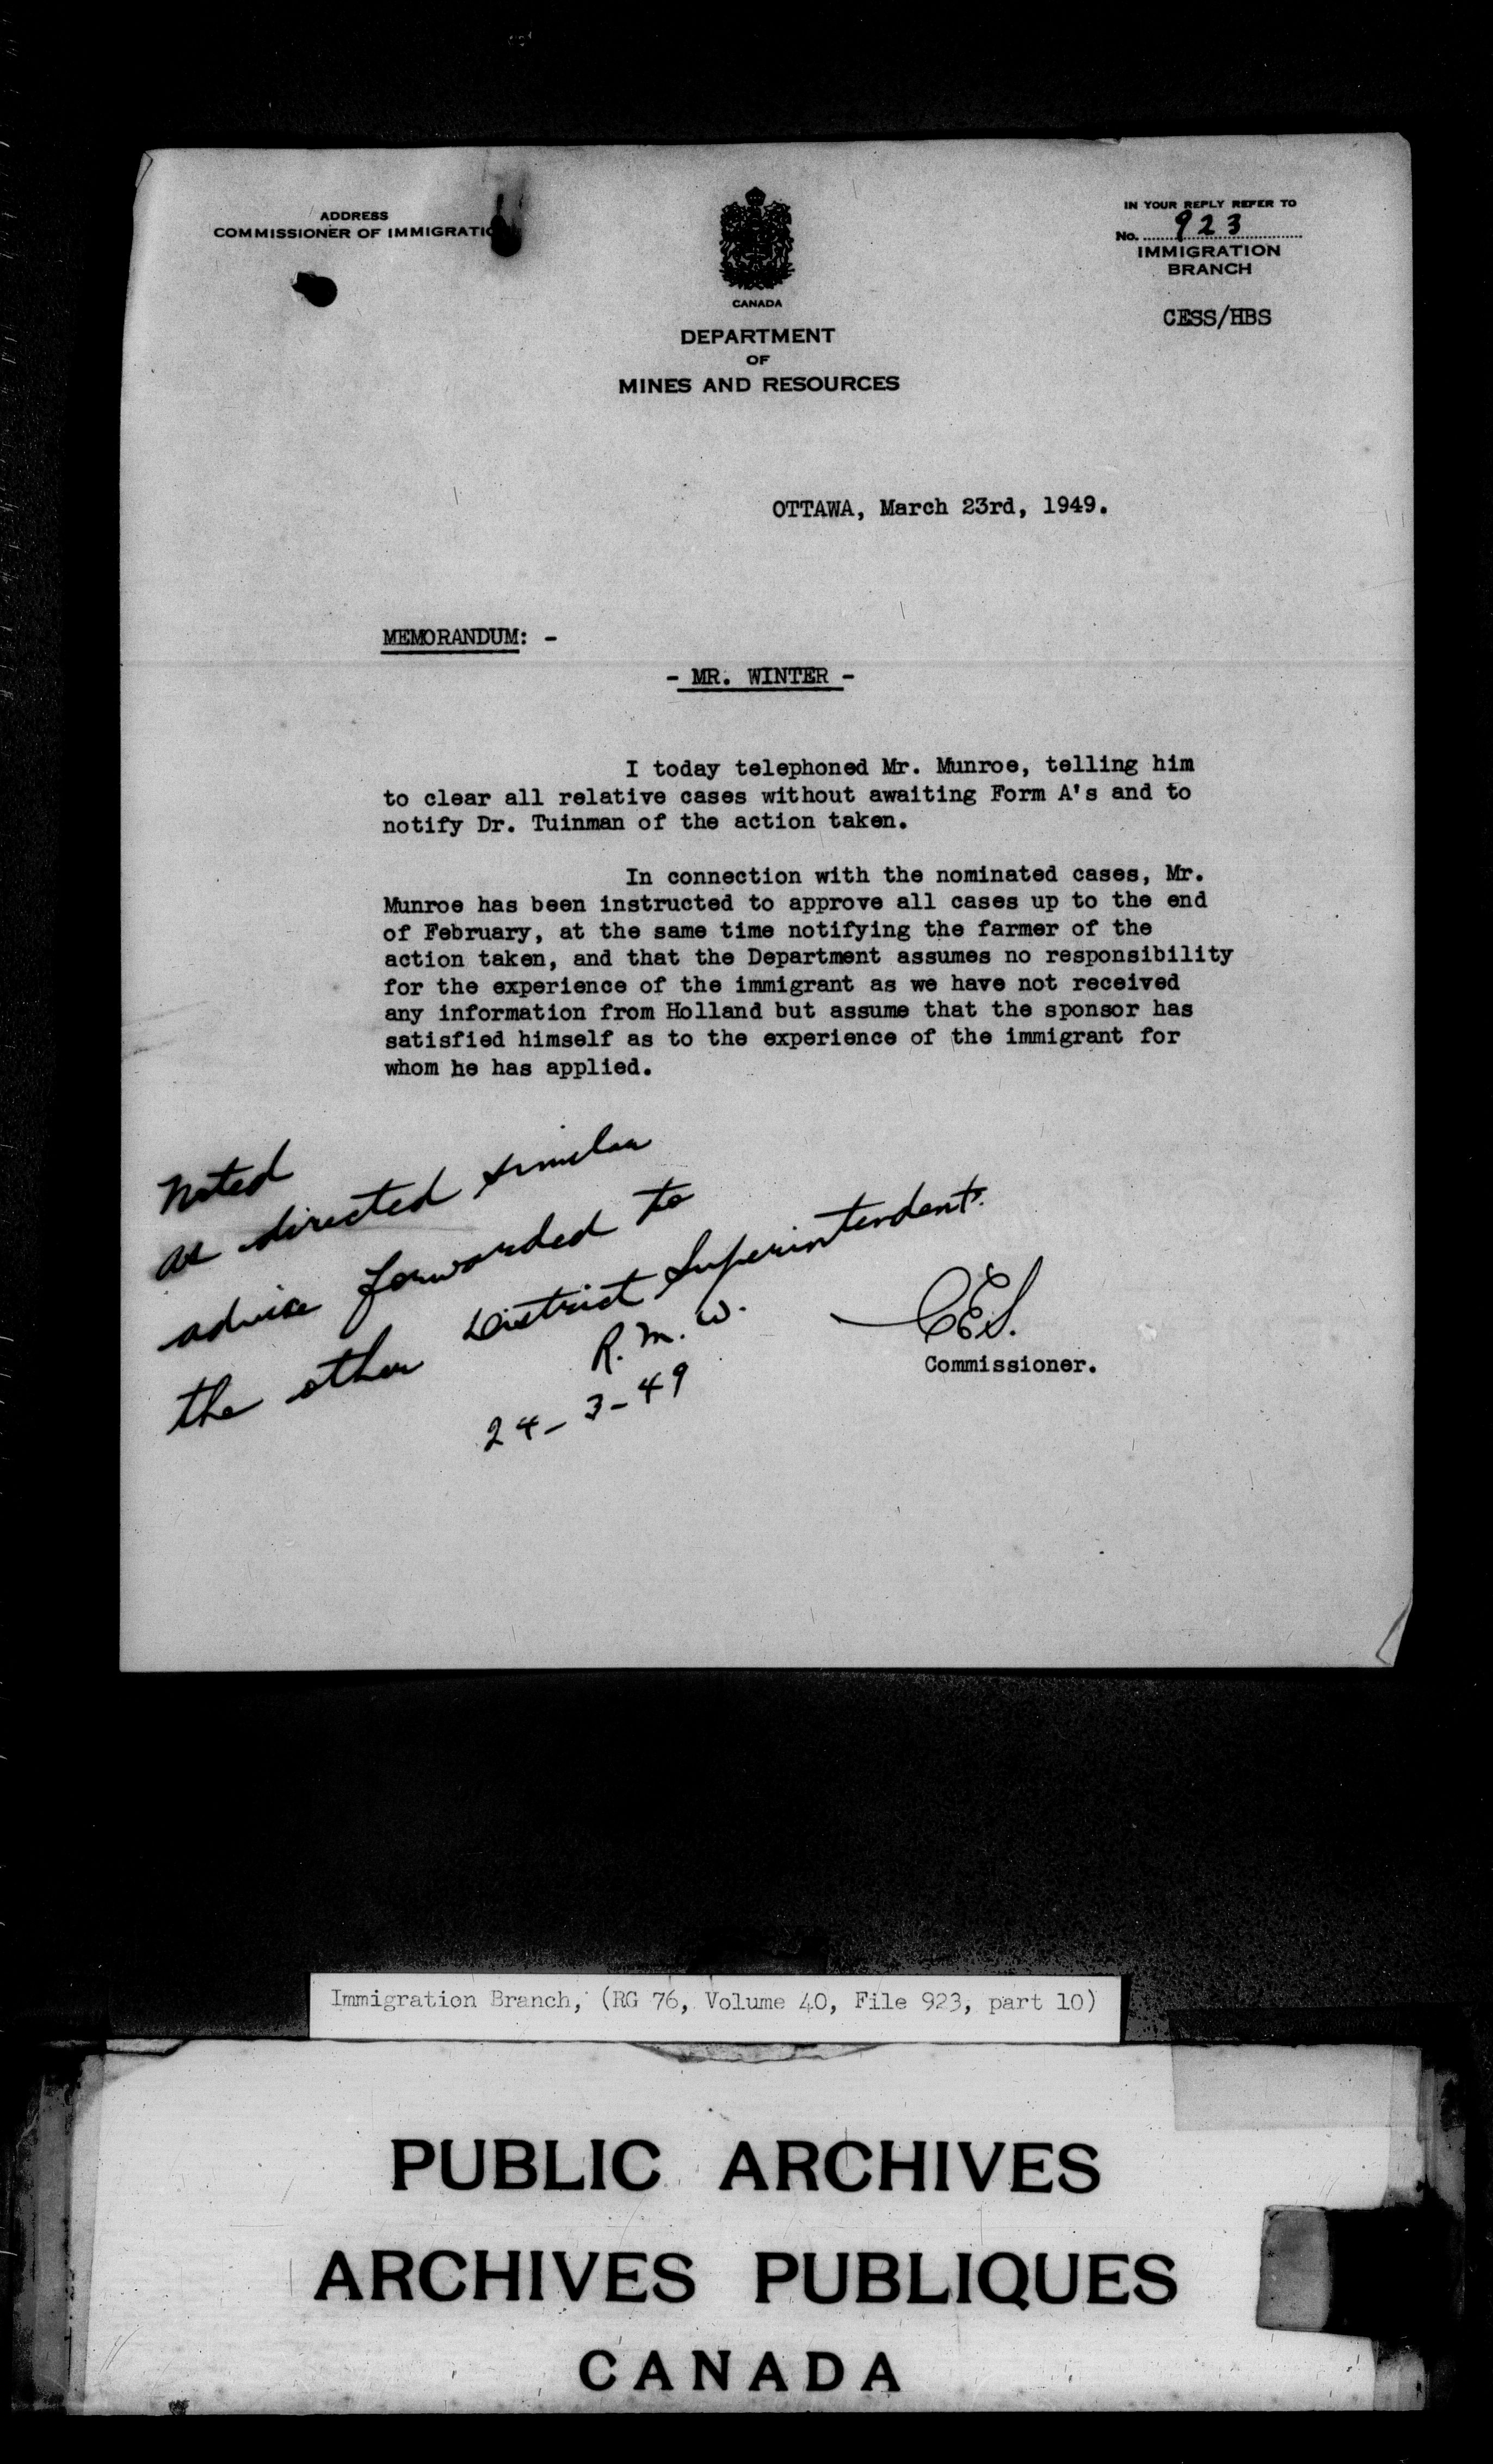 ADDRESS
COMMISSIONER OF IMMIGRATIO
CANADA
DEPARTMENT
OF
MINES AND RESOURCES
IN YOUR REPLY REFER TO
No. 923
IMMIGRATION
BRANCH
CESS/HBS
OTTAWA, March 23rd, 1949.
MEMORANDUM: -
- MR. WINTER -
I today telephoned Mr. Munroe, telling him
to clear all relative cases without awaiting Form A's and to
notify Dr. Tuinman of the action taken.
In connection with the nominated cases, Mr.
Munroe has been instructed to approve all cases up to the end
of February, at the same time notifying the farmer of the
action taken, and that the Department assumes no responsibility
for the experience of the immigrant as we have not received
any information from Holland but assume that the sponsor has
satisfied himself as to the experience of the immigrant for
whom he has applied.
Noted
as directed similar
advice forwarded to
the other District Superintendents.
R. M. W.
24-3-49
CES.
Commissioner.
Immigration Branch, (RG 76, Volume 40, File 923, part 10)
PUBLIC ARCHIVES
ARCHIVES PUBLIQUES
CANADA